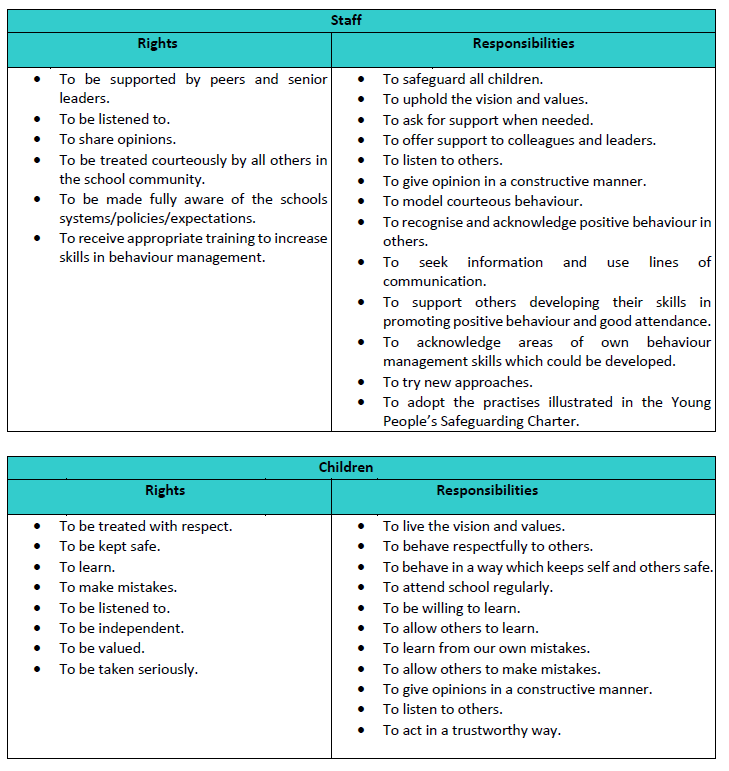 Staff
Rights
Responsibilities
• To be supported by peers and senior
leaders.
• To be listened to.
• To share opinions.
• To be treated courteously by all others in
the school community.
• To be made fully aware of the schools
systems/policies/expectations.
• To receive appropriate training to increase
skills in behaviour management.
• To safeguard all children.
• To uphold the vision and values.
• To ask for support when needed.
• To offer support to colleagues and leaders.
• To listen to others.
• To give opinion in a constructive manner.
• To model courteous behaviour.
• To recognise and acknowledge positive behaviour in
others.
• To seek information and use lines of
communication.
• To support others developing their skills in
promoting positive behaviour and good attendance.
• To acknowledge areas of own behaviour
management skills which could be developed.
• To try new approaches.
• To adopt the practises illustrated in the Young
People's Safeguarding Charter.
Children
Rights
Responsibilities
• To be treated with respect.
• To be kept safe.
• To learn.
• To make mistakes.
• To be listened to.
• To be independent.
• To be valued.
• To be taken seriously.
• To live the vision and values.
• To behave respectfully to others.
• To behave in a way which keeps self and others safe.
• To attend school regularly.
• To be willing to learn.
• To allow others to learn.
• To learn from our own mistakes.
• To allow others to make mistakes.
• To give opinions in a constructive manner.
• To listen to others.
• To act in a trustworthy way.